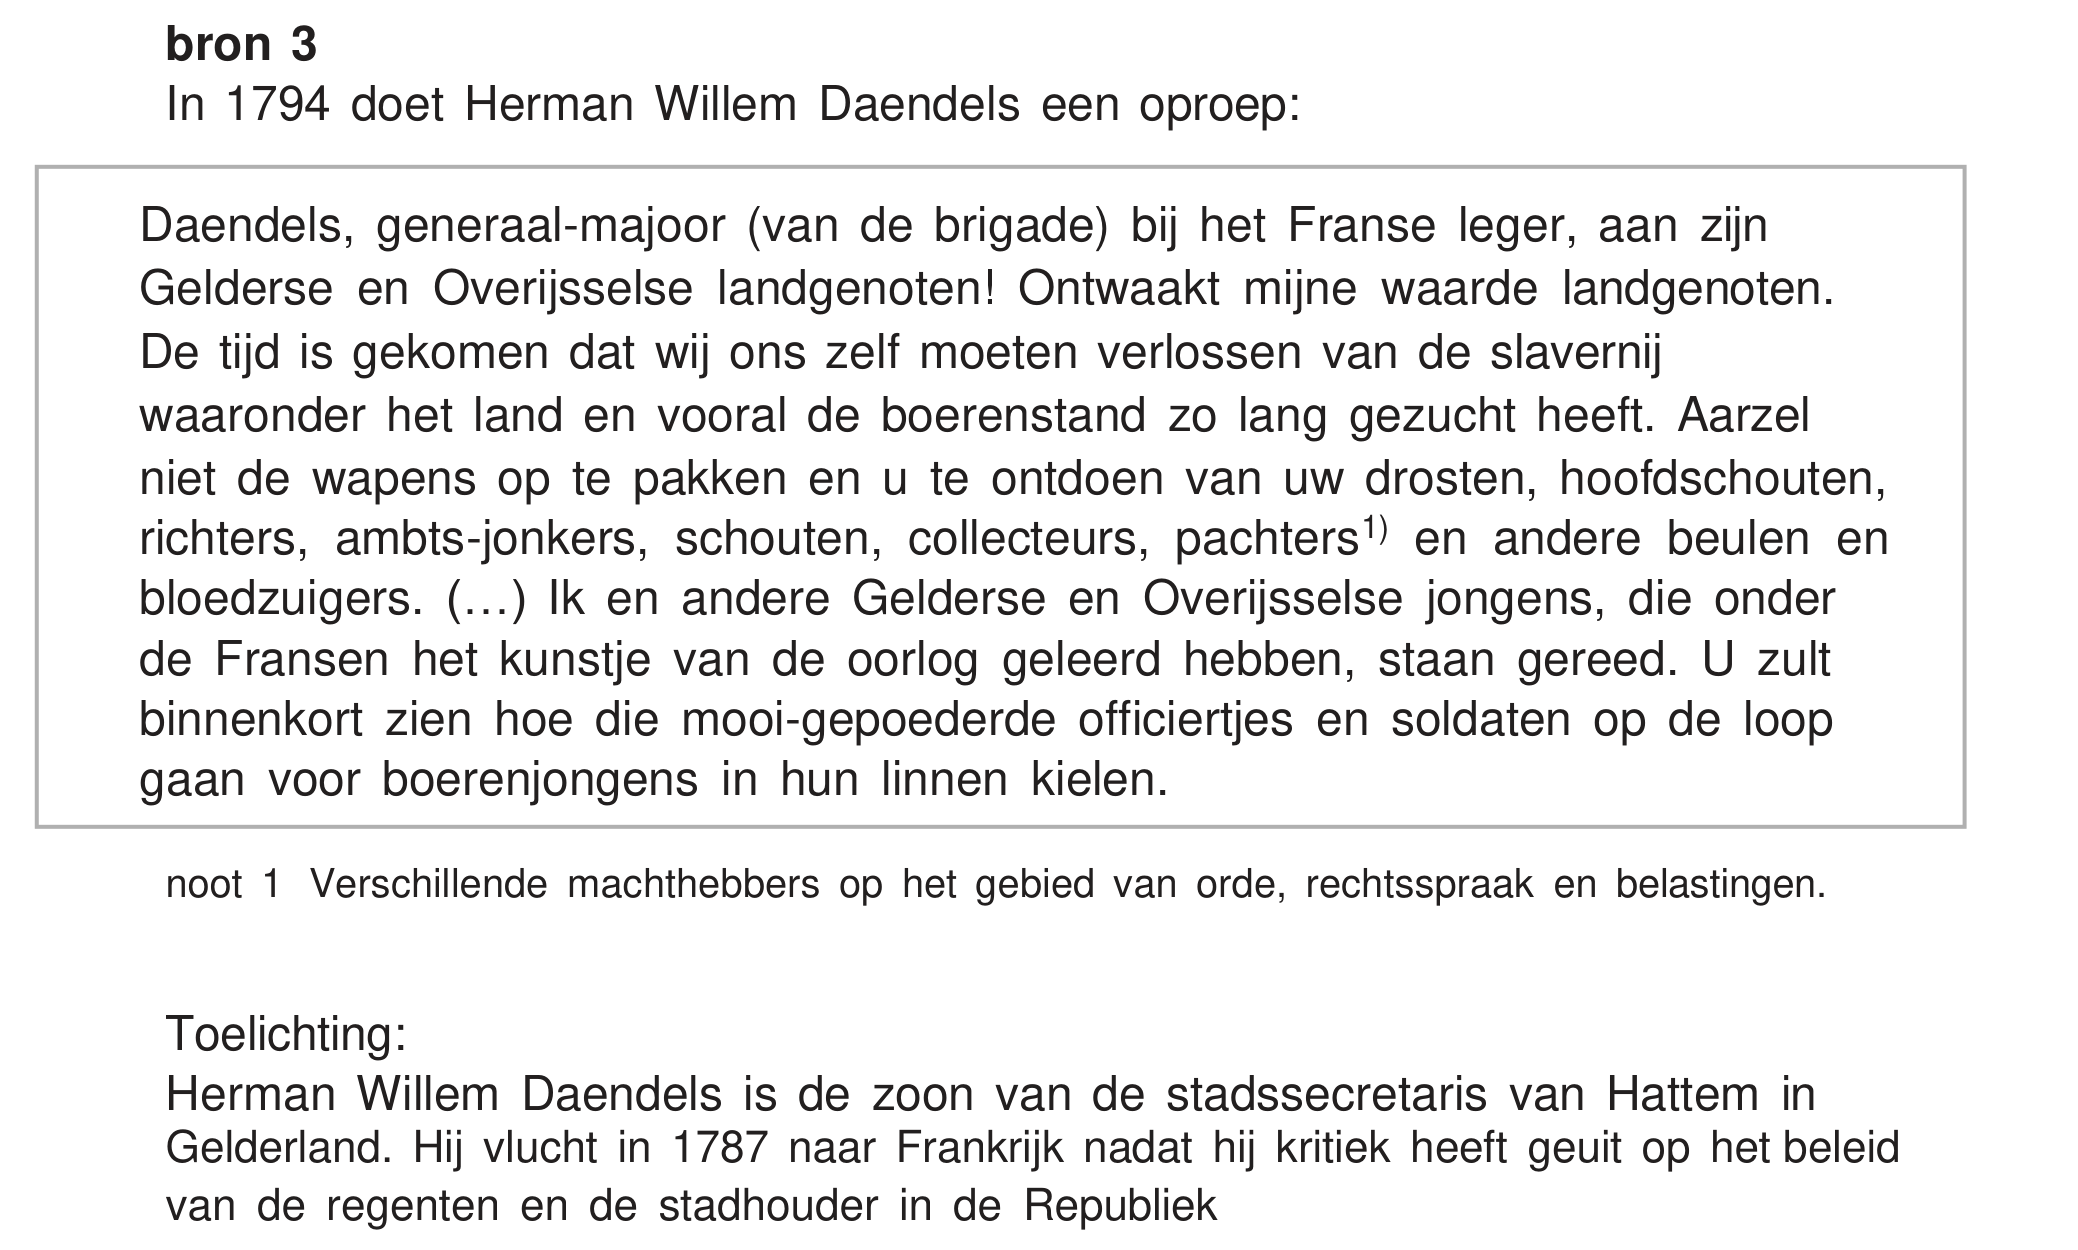 bron 3
In 1794 doet Herman Willem Daendels een oproep:
Daendels, generaal-majoor (van de brigade) bij het Franse leger, aan zijn
Gelderse en Overijsselse landgenoten! Ontwaakt mijne waarde landgenoten.
De tijd is gekomen dat wij ons zelf moeten verlossen van de slavernij
waaronder het land en vooral de boerenstand zo lang gezucht heeft. Aarzel
niet de wapens op te pakken en u te ontdoen van uw drosten, hoofdschouten,
richters, ambts-jonkers, schouten, collecteurs, pachters1) en andere beulen en
bloedzuigers. (…) Ik en andere Gelderse en Overijsselse jongens, die onder
de Fransen het kunstje van de oorlog geleerd hebben, staan gereed. U zult
binnenkort zien hoe die mooi-gepoederde officiertjes en soldaten op de loop
gaan voor boerenjongens in hun linnen kielen.
noot 1 Verschillende machthebbers op het gebied van orde, rechtsspraak en belastingen.
Toelichting:
Herman Willem Daendels is de zoon van de stadssecretaris van Hattem in
Gelderland. Hij vlucht in 1787 naar Frankrijk nadat hij kritiek heeft geuit op het beleid
van de regenten en de stadhouder in de Republiek